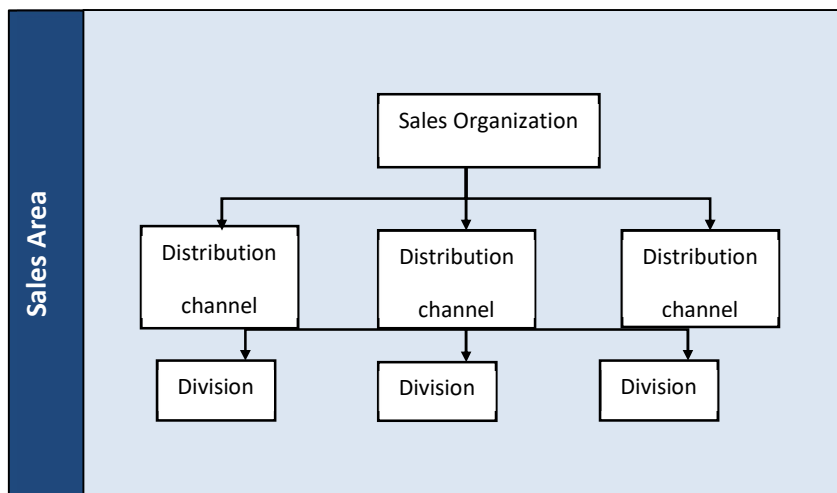 Sales Area
Sales Organization
Distribution
channel
Distribution
channel
Distribution
channel
Division
Division
Division